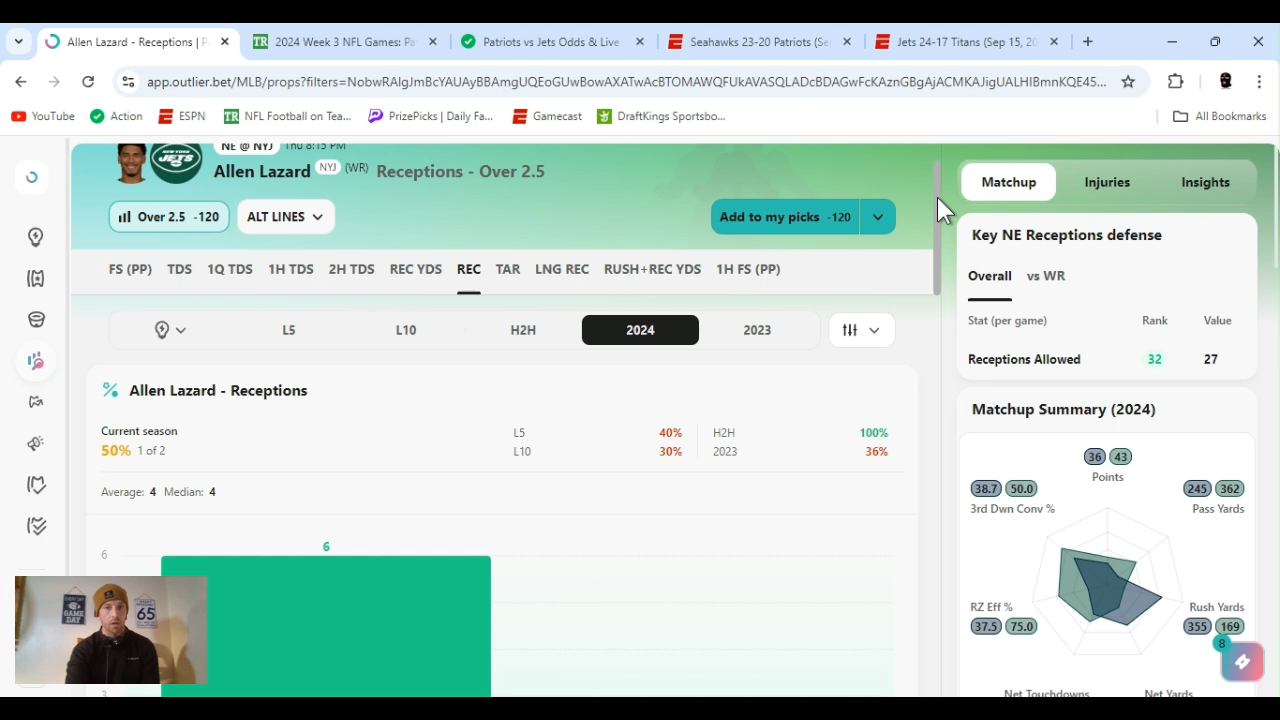 Allen Lazard - Receptions | P
2024 Week 3 NFL Games: Pa
Patriots vs Jets Odds & Live
Seahawks 23-20 Patriots (Se
Jets 24-17 Titans (Sep 15, 20
app.outlier.bet/MLB/props?filters=NobwRAlgJmBcYAUAyBBAmgUQEoGUwBowAXATwAcBTOMAWQFUkAVASQLADcBDAGwFcKAznGBgAjACMKAJigUALHIBmnKQE45...
YouTube
Action
ESPN
NFL Football on Tea...
PrizePicks | Daily Fa...
Gamecast
DraftKings Sportsbo...
All Bookmarks
NE @ NYJ Thu 8:15 PM
Allen Lazard NYJ (WR) Receptions - Over 2.5
Over 2.5 -120
ALT LINES
Add to my picks -120
FS (PP) TDS 1Q TDS 1H TDS 2H TDS REC YDS REC TAR LNG REC RUSH+REC YDS 1H FS (PP)
L5 L10 H2H 2024 2023
Allen Lazard - Receptions
Current season
50% 1 of 2
L5 40% H2H 100%
L10 30% 2023 36%
Average: 4 Median: 4
6
6
3
Matchup Injuries Insights
Key NE Receptions defense
Overall vs WR
Stat (per game) Rank Value
Receptions Allowed 32 27
Matchup Summary (2024)
36 43
Points
38.7 50.0
3rd Dwn Conv %
245 362
Pass Yards
RZ Eff %
37.5 75.0
Rush Yards
355 169
8
Net Touchdowns
Net Yards
GAME
DAY
65